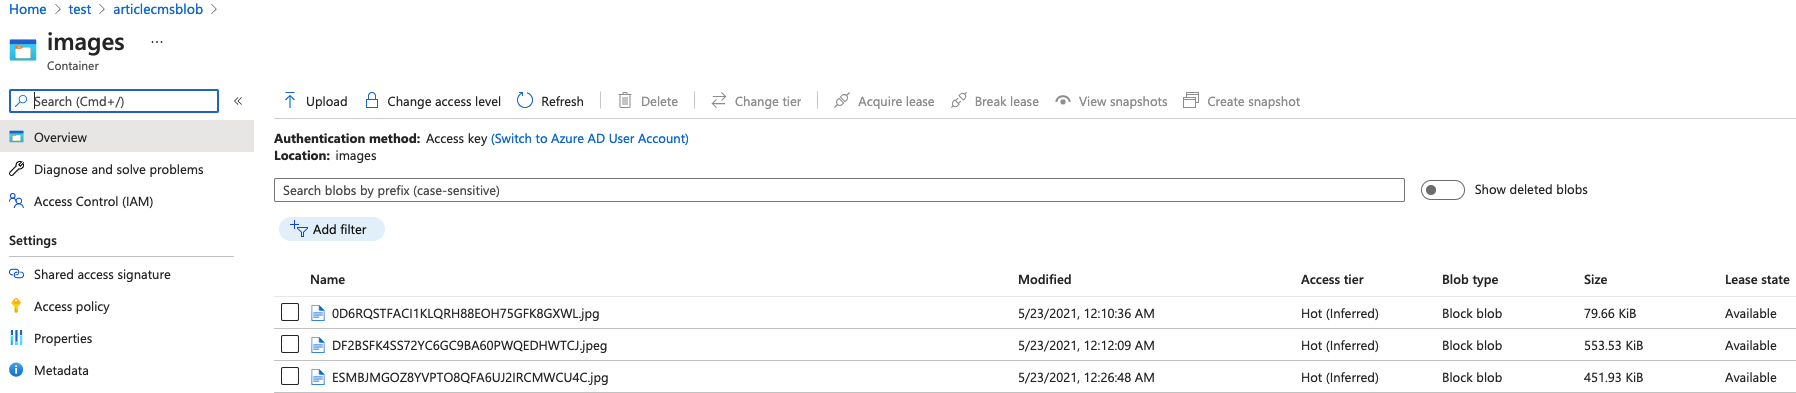 Home > test > articlecmsblob >
images ...
Container
Search (Cmd+/) «
Overview
Diagnose and solve problems
Access Control (IAM)
Settings
Shared access signature
Access policy
Properties
Metadata
Upload Change access level Refresh Delete Change tier Acquire lease Break lease View snapshots Create snapshot
Authentication method: Access key (Switch to Azure AD User Account)
Location: images
Search blobs by prefix (case-sensitive) Show deleted blobs
Add filter
Name Modified Access tier Blob type Size Lease state
0D6RQSTFACI1KLQRH88EOH75GFK8GXWL.jpg 5/23/2021, 12:10:36 AM Hot (Inferred) Block blob 79.66 KiB Available
DF2BSFK4SS72YC6GC9BA60PWQEDHWTCJ.jpeg 5/23/2021, 12:12:09 AM Hot (Inferred) Block blob 553.53 KiB Available
ESMBJMGOZ8YVPTO8QFA6UJ2IRCMWCU4C.jpg 5/23/2021, 12:26:48 AM Hot (Inferred) Block blob 451.93 KiB Available